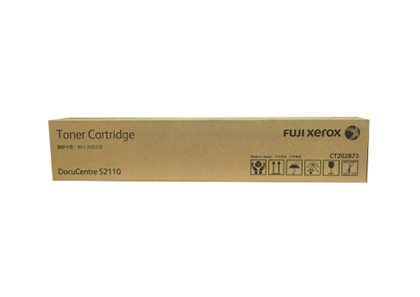 Toner Cartridge
FUJI XEROX
CT202873
DocuCentre S2110